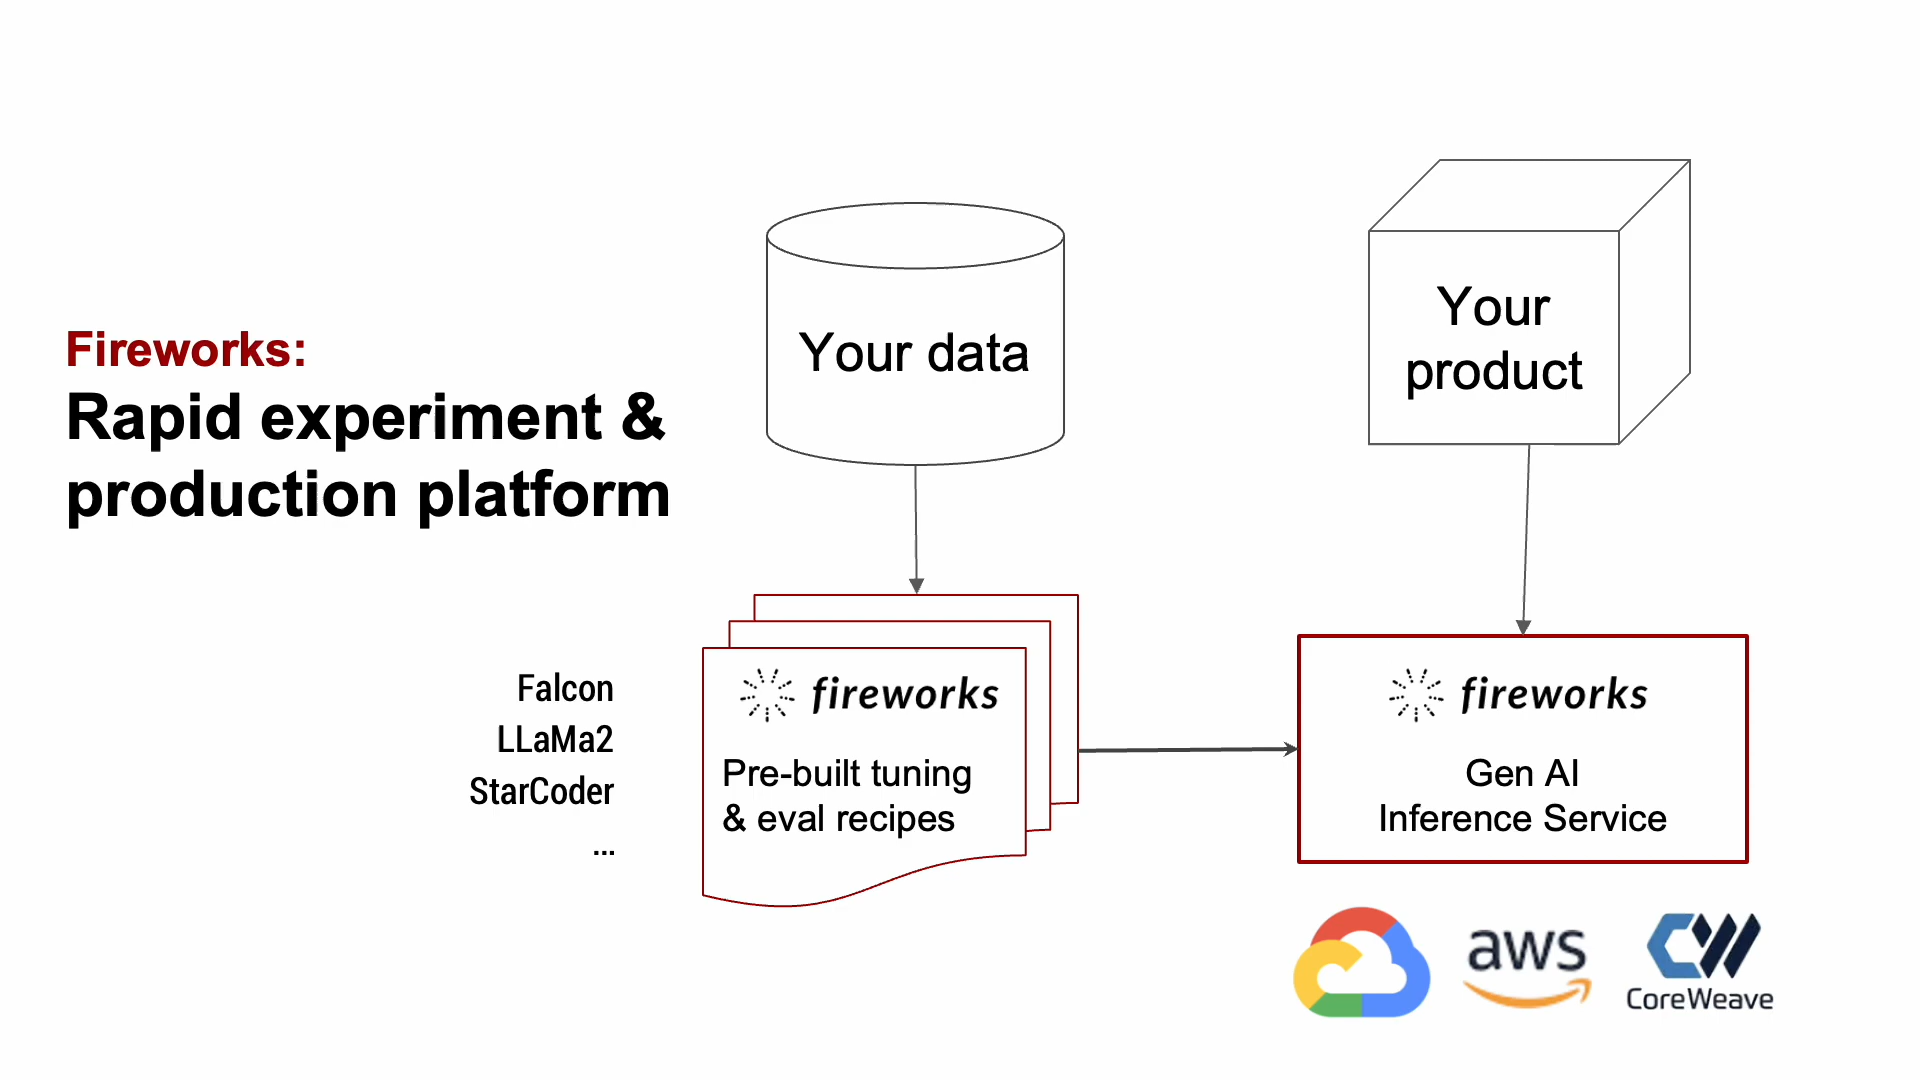 Fireworks:
Rapid experiment &
production platform
Your data
Your
product
Falcon
LLaMa2
StarCoder
...
fireworks
Pre-built tuning
& eval recipes
fireworks
Gen AI
Inference Service
aws
CW
CoreWeave